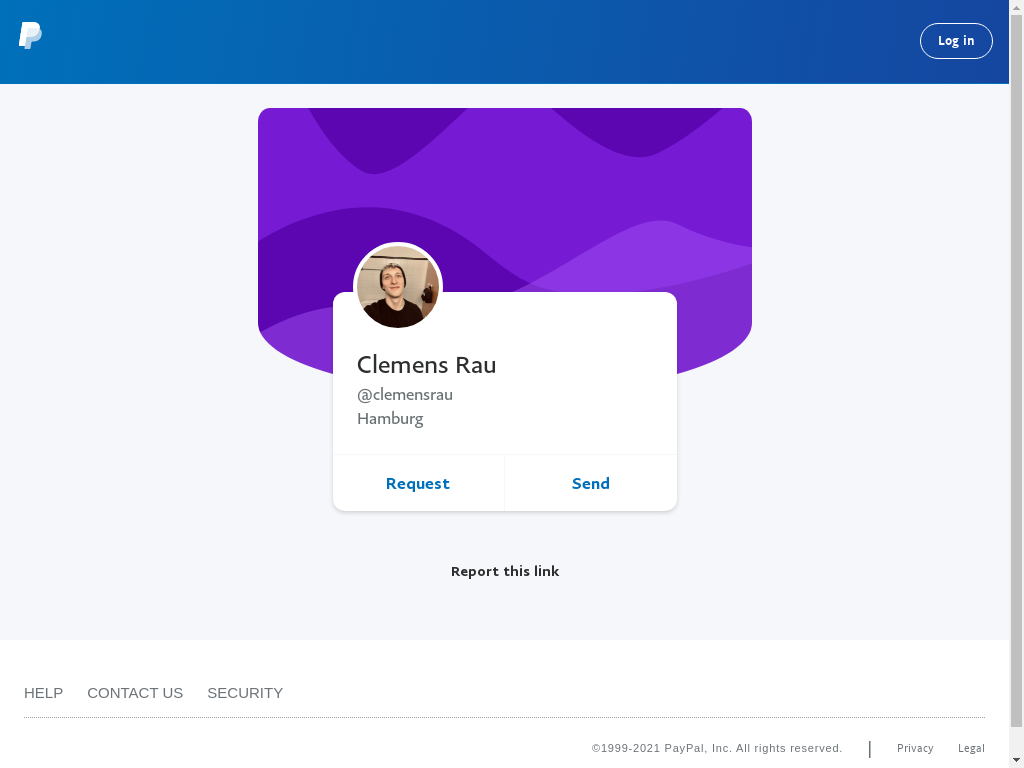 Log in
Clemens Rau
@clemensrau
Hamburg
Request Send
Report this link
HELP CONTACT US SECURITY
©1999-2021 PayPal, Inc. All rights reserved. | Privacy Legal